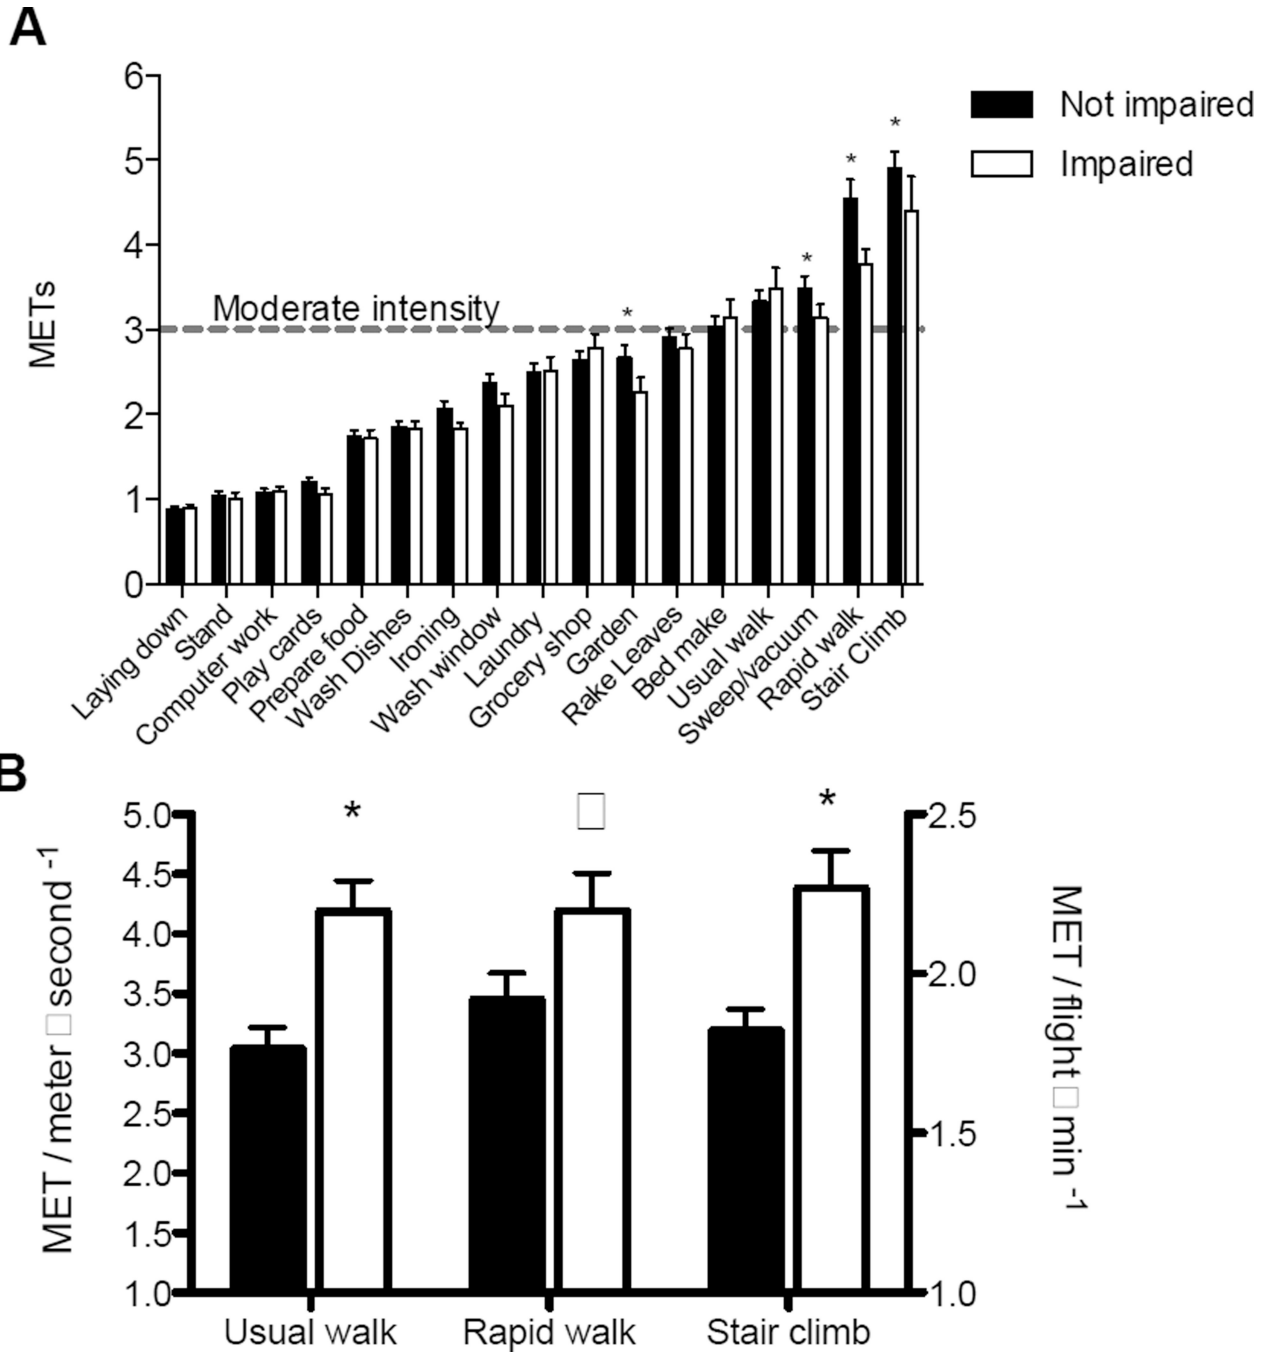 A
6
5
4
3
2
1
0
METs
Moderate intensity
*
*
*
*
Not impaired
Impaired
Laying down
Stand
Computer work
Play cards
Prepare food
Wash Dishes
Ironing
Wash window
Laundry
Grocery shop
Garden
Rake Leaves
Bed make
Usual walk
Sweep/vacuum
Rapid walk
Stair Climb
B
5.0
4.5
4.0
3.5
3.0
2.5
2.0
1.5
1.0
MET / meter □ second -1
*
□
*
2.5
2.0
1.5
1.0
MET / flight □ min -1
Usual walk
Rapid walk
Stair climb